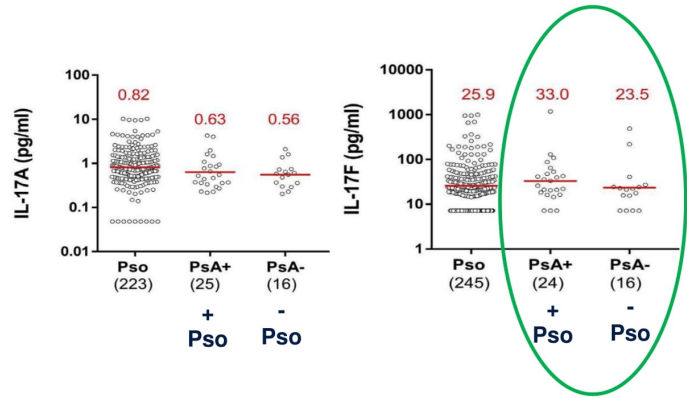 IL-17A (pg/ml)
100
10
1
0.1
0.01
0.82
0.63
0.56
Pso
(223)
PsA+
(25)
PsA-
(16)
+
Pso
-
Pso
IL-17F (pg/ml)
10000
1000
100
10
1
25.9
33.0
23.5
Pso
(245)
PsA+
(24)
PsA-
(16)
+
Pso
-
Pso